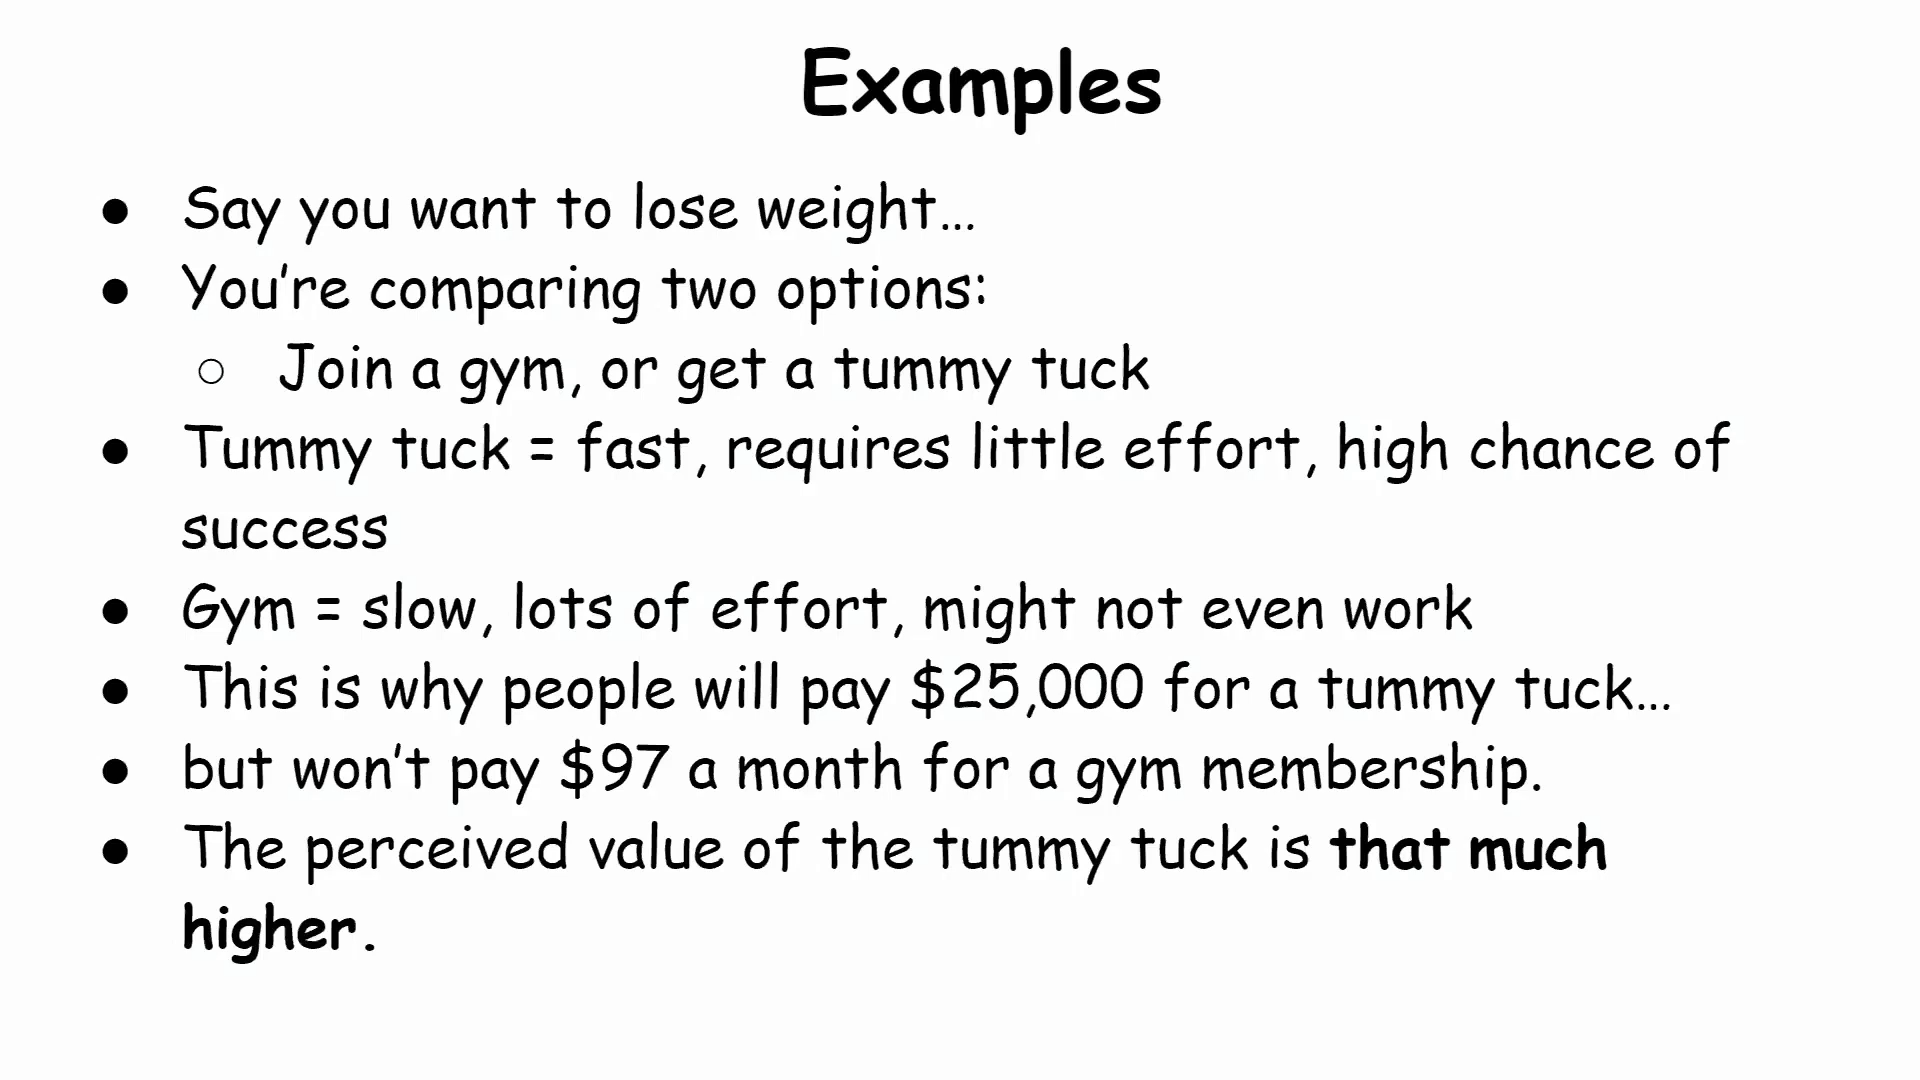 Examples
● Say you want to lose weight…
● You're comparing two options:
○ Join a gym, or get a tummy tuck
● Tummy tuck = fast, requires little effort, high chance of
success
● Gym = slow, lots of effort, might not even work
● This is why people will pay $25,000 for a tummy tuck…
● but won't pay $97 a month for a gym membership.
● The perceived value of the tummy tuck is that much
higher.